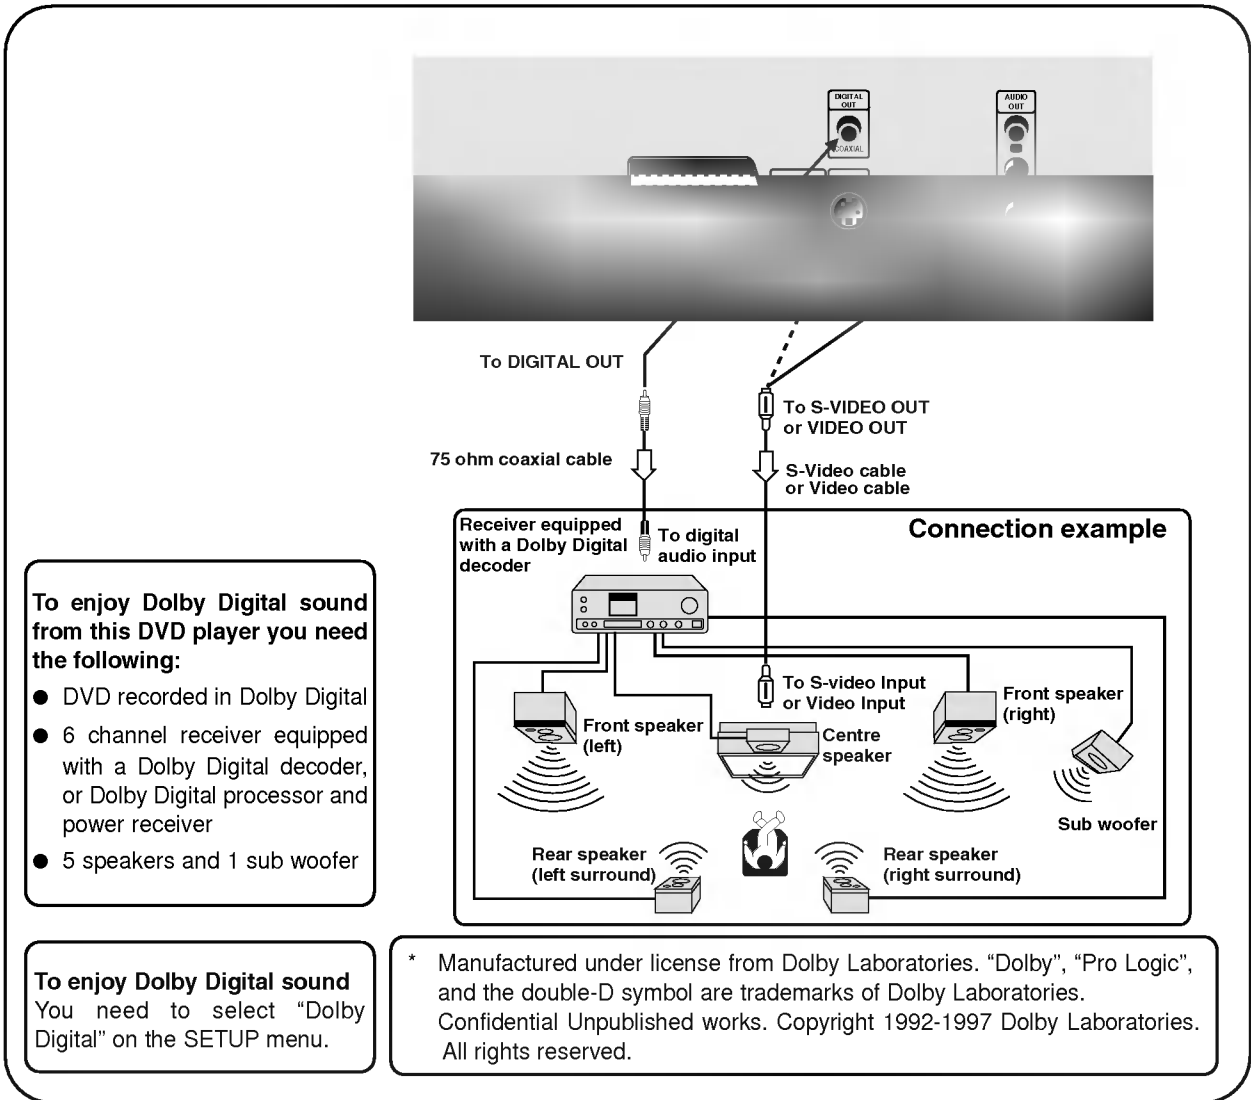 DIGITAL
OUT
COAXIAL
AUDIO
OUT
To DIGITAL OUT
To S-VIDEO OUT
or VIDEO OUT
75 ohm coaxial cable
S-Video cable
or Video cable
Connection example
Receiver equipped
with a Dolby Digital
decoder
To digital
audio input
To S-video Input
or Video Input
Front speaker
(left)
Centre
speaker
Front speaker
(right)
Sub woofer
Rear speaker
(left surround)
Rear speaker
(right surround)
To enjoy Dolby Digital sound
from this DVD player you need
the following:
● DVD recorded in Dolby Digital
● 6 channel receiver equipped
with a Dolby Digital decoder,
or Dolby Digital processor and
power receiver
● 5 speakers and 1 sub woofer
To enjoy Dolby Digital sound
You need to select “Dolby
Digital” on the SETUP menu.
* Manufactured under license from Dolby Laboratories. “Dolby”, “Pro Logic”,
and the double-D symbol are trademarks of Dolby Laboratories.
Confidential Unpublished works. Copyright 1992-1997 Dolby Laboratories.
All rights reserved.